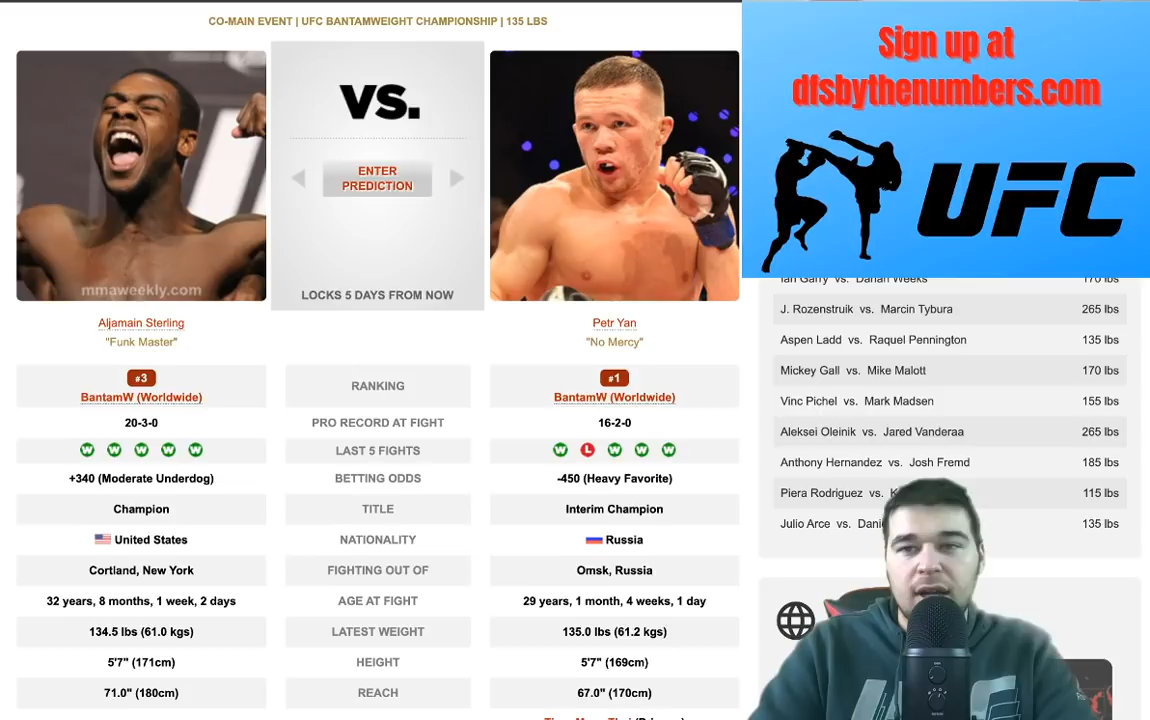 CO-MAIN EVENT | UFC BANTAMWEIGHT CHAMPIONSHIP | 135 LBS
Sign up at
dfsbythenumbers.com
UFC
VS.
ENTER
PREDICTION
LOCKS 5 DAYS FROM NOW
mmaweekly.com
Aljamain Sterling
"Funk Master"
Petr Yan
"No Mercy"
#3
BantamW (Worldwide)
RANKING
#1
BantamW (Worldwide)
20-3-0 PRO RECORD AT FIGHT 16-2-0
W W W W W LAST 5 FIGHTS W L W W W
+340 (Moderate Underdog) BETTING ODDS -450 (Heavy Favorite)
Champion TITLE Interim Champion
United States NATIONALITY Russia
Cortland, New York FIGHTING OUT OF Omsk, Russia
32 years, 8 months, 1 week, 2 days AGE AT FIGHT 29 years, 1 month, 4 weeks, 1 day
134.5 lbs (61.0 kgs) LATEST WEIGHT 135.0 lbs (61.2 kgs)
5'7" (171cm) HEIGHT 5'7" (169cm)
71.0" (180cm) REACH 67.0" (170cm)
Ian Garry vs. Darian Weeks 170 lbs
J. Rozenstruik vs. Marcin Tybura 265 lbs
Aspen Ladd vs. Raquel Pennington 135 lbs
Mickey Gall vs. Mike Malott 170 lbs
Vinc Pichel vs. Mark Madsen 155 lbs
Aleksei Oleinik vs. Jared Vanderaa 265 lbs
Anthony Hernandez vs. Josh Fremd 185 lbs
Piera Rodriguez vs. K 115 lbs
Julio Arce vs. Dani 135 lbs